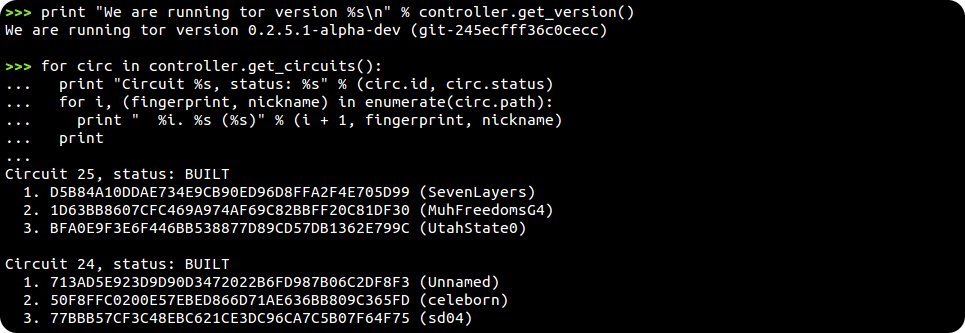 >>> print "We are running tor version %s\n" % controller.get_version()
We are running tor version 0.2.5.1-alpha-dev (git-245ecfff36c0cecc)
>>> for circ in controller.get_circuits():
...   print "Circuit %s, status: %s" % (circ.id, circ.status)
...   for i, (fingerprint, nickname) in enumerate(circ.path):
...     print "  %i. %s (%s)" % (i + 1, fingerprint, nickname)
...   print
...
Circuit 25, status: BUILT
  1. D5B84A10DDAE734E9CB90ED96D8FFA2F4E705D99 (SevenLayers)
  2. 1D63BB8607CFC469A974AF69C82BBFF20C81DF30 (MuhFreedomsG4)
  3. BFA0E9F3E6F446BB538877D89CD57DB1362E799C (UtahState0)
Circuit 24, status: BUILT
  1. 713AD5E923D9D90D3472022B6FD987B06C2DF8F3 (Unnamed)
  2. 50F8FFC0200E57EBED866D71AE636BB809C365FD (celeborn)
  3. 77BBB57CF3C48EBC621CE3DC96CA7C5B07F64F75 (sd04)